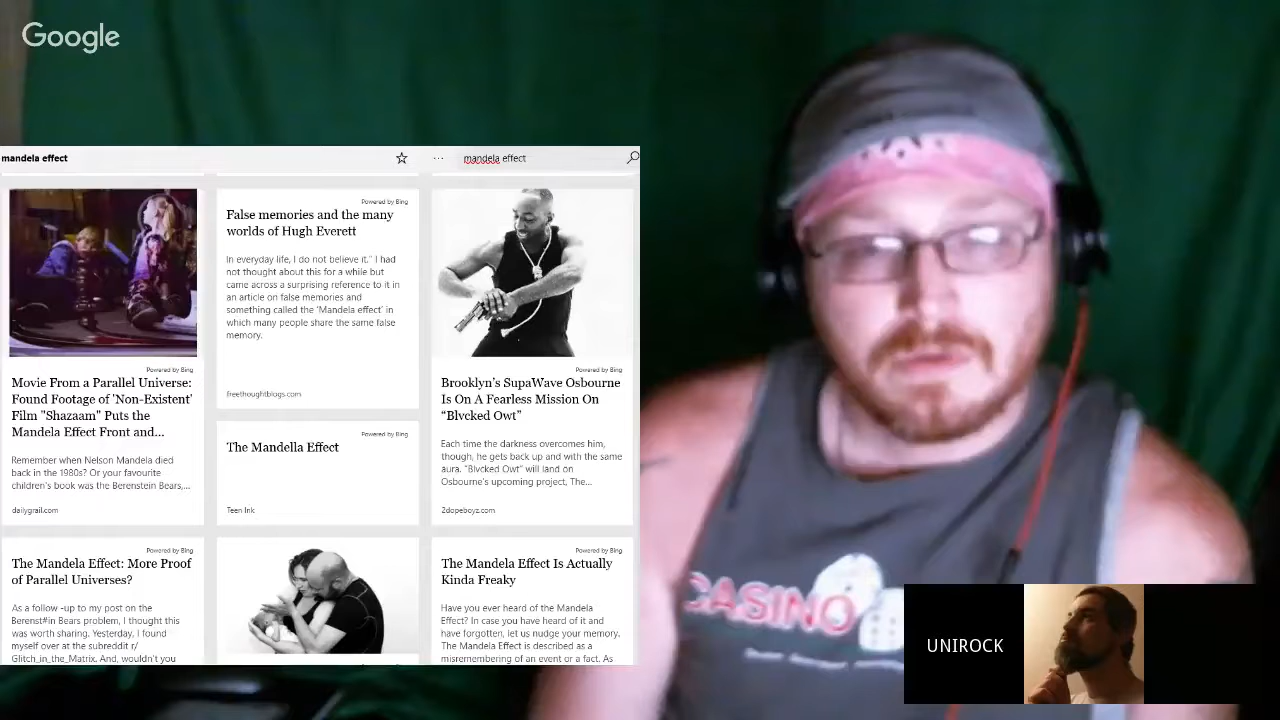 Google
mandela effect
mandela effect
Powered by Bing
Movie From a Parallel Universe:
Found Footage of 'Non-Existent'
Film "Shazaam" Puts the
Mandela Effect Front and...
Remember when Nelson Mandela died
back in the 1980s? Or your favourite
children's book was the Berenstein Bears,...
dailygrail.com
Powered by Bing
The Mandela Effect: More Proof
of Parallel Universes?
As a follow -up to my post on the
Berenst#in Bears problem, I thought this
was worth sharing. Yesterday, I found
myself over at the subreddit r/
Glitch_in_the_Matrix. And, wouldn't you
Powered by Bing
False memories and the many
worlds of Hugh Everett
In everyday life, I do not believe it." I had
not thought about this for a while but
came across a surprising reference to it in
an article on false memories and
something called the 'Mandela effect' in
which many people share the same false
memory.
freethoughtblogs.com
Powered by Bing
The Mandella Effect
Teen Ink
Powered by Bing
Brooklyn's SupaWave Osbourne
Is On A Fearless Mission On
"Blvcked Owt"
Each time the darkness overcomes him,
though, he gets back up and with the same
aura. "Blvcked Owt" will land on
Osbourne's upcoming project, The...
2dopeboyz.com
Powered by Bing
The Mandela Effect Is Actually
Kinda Freaky
Have you ever heard of the Mandela
Effect? In case you have heard of it and
have forgotten, let us nudge your memory.
The Mandela Effect is described as a
misremembering of an event or a fact. As
CASINO
UNIROCK